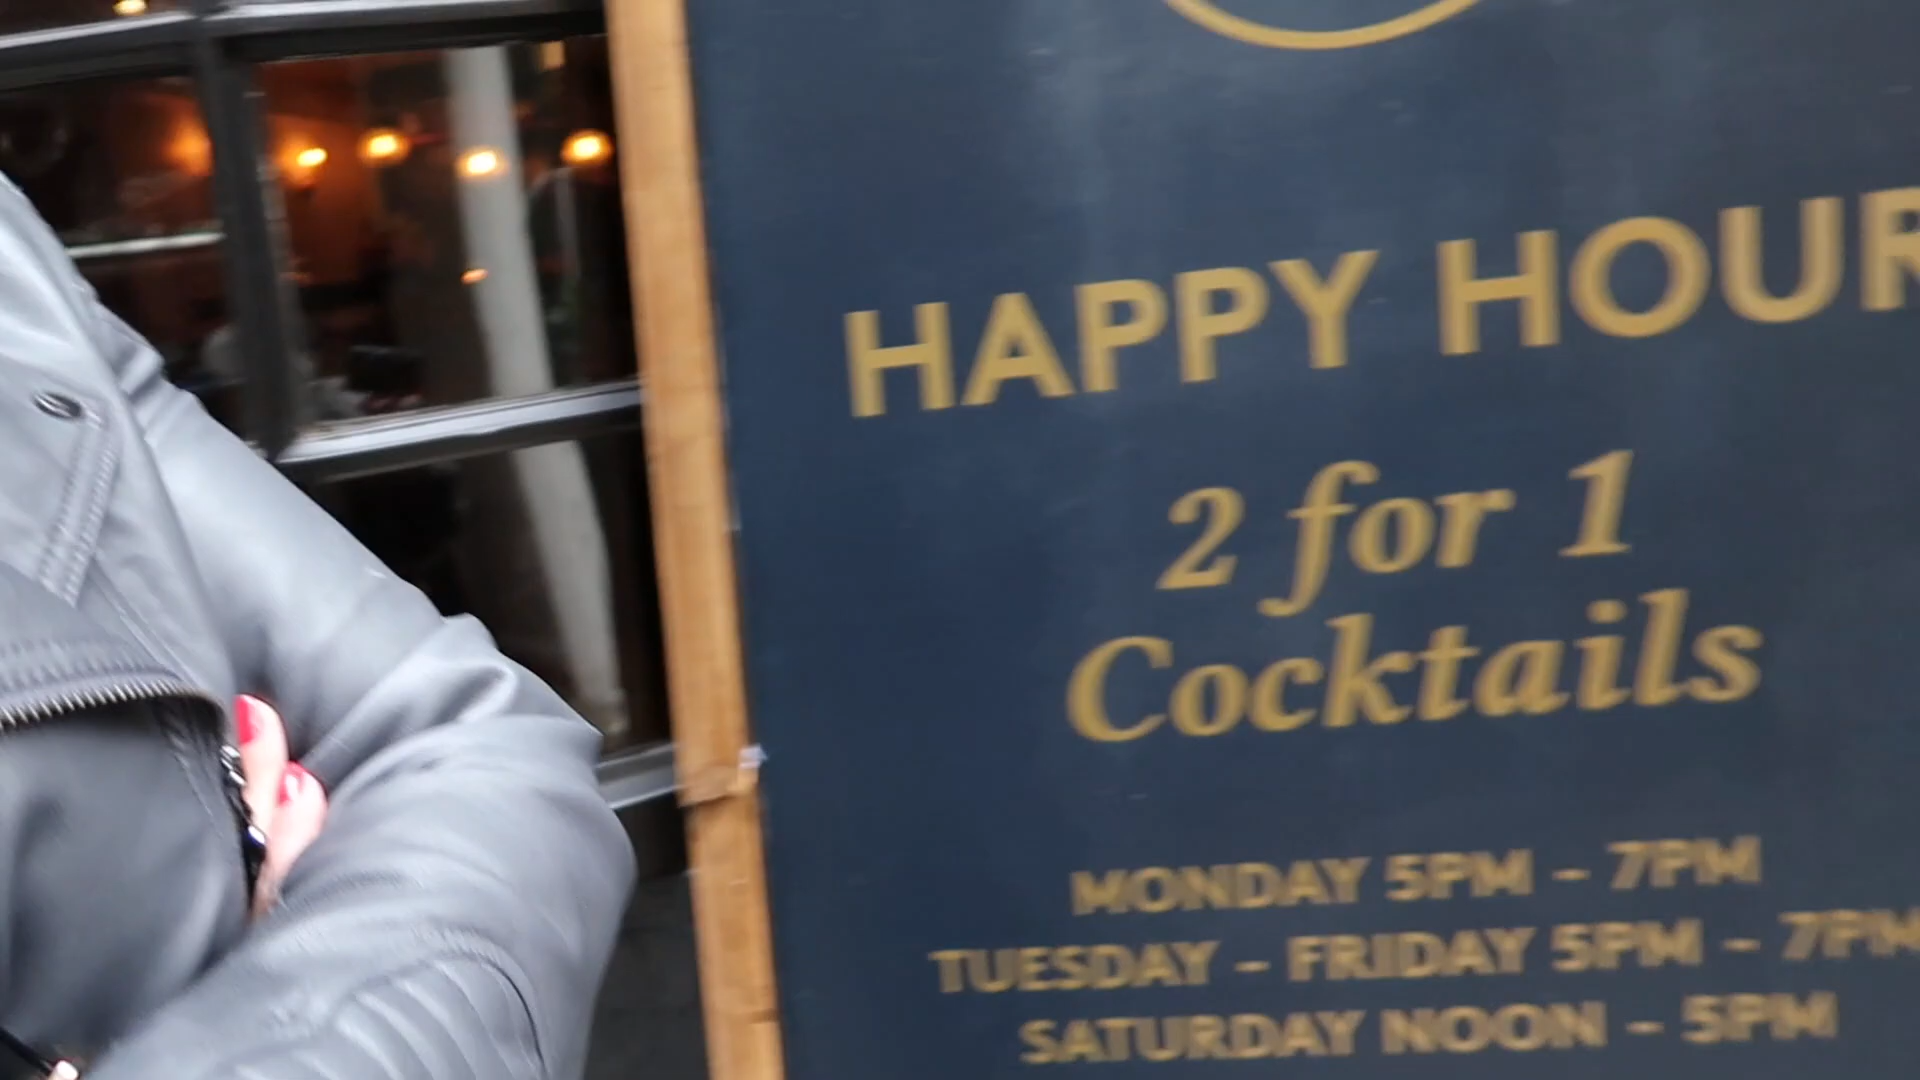 HAPPY HOUR
2 for 1
Cocktails
MONDAY 5PM – 7PM
TUESDAY – FRIDAY 5PM – 7PM
SATURDAY NOON – 5PM